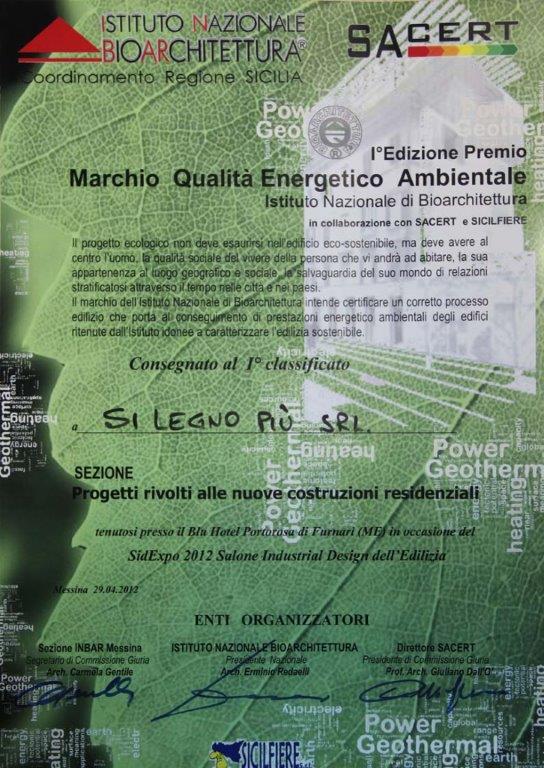 ISTITUTO NAZIONALE
BIOARCHITETTURA®
Coordinamento Regione SICILIA
SACERT
Power
Geoth
Power
Geothermal
BIOARCHITETTURA
I°Edizione Premio
Marchio Qualità Energetico Ambientale
Istituto Nazionale di Bioarchitettura
in collaborazione con SACERT e SICILFIERE
Il progetto ecologico non deve esaurirsi nell'edificio eco-sostenibile, ma deve avere al
centro l'uomo, la qualità sociale del vivere della persona che vi andrà ad abitare, la sua
appartenenza al luogo geografico e sociale, la salvaguardia del suo mondo di relazioni
stratificatosi attraverso il tempo nelle città e nei paesi.
Il marchio dell'Istituto Nazionale di Bioarchitettura intende certificare un corretto processo
edilizio che porta al conseguimento di prestazioni energetico ambientali degli edifici
ritenute dall'Istituto idonee a caratterizzare l'edilizia sostenibile.
Consegnato al I° classificato
a SI LEGNO PIÙ SRL.
SEZIONE
Progetti rivolti alle nuove costruzioni residenziali
tenutosi presso il Blu Hotel Portorosa di Furnari (ME) in occasione del
SidExpo 2012 Salone Industrial Design dell'Edilizia
Messina 29.04.2012
Power
Geothermal
heating
ENTI ORGANIZZATORI
Sezione INBAR Messina
Segretario di Commissione Giuria
Arch. Carmela Gentile
ISTITUTO NAZIONALE BIOARCHITETTURA
Presidente Nazionale
Arch. Erminio Redaelli
Direttore SACERT
Presidente di Commissione Giuria
Prof. Arch. Giuliano Dall'O'
Power
Geothermal
heating
SICILFIERE